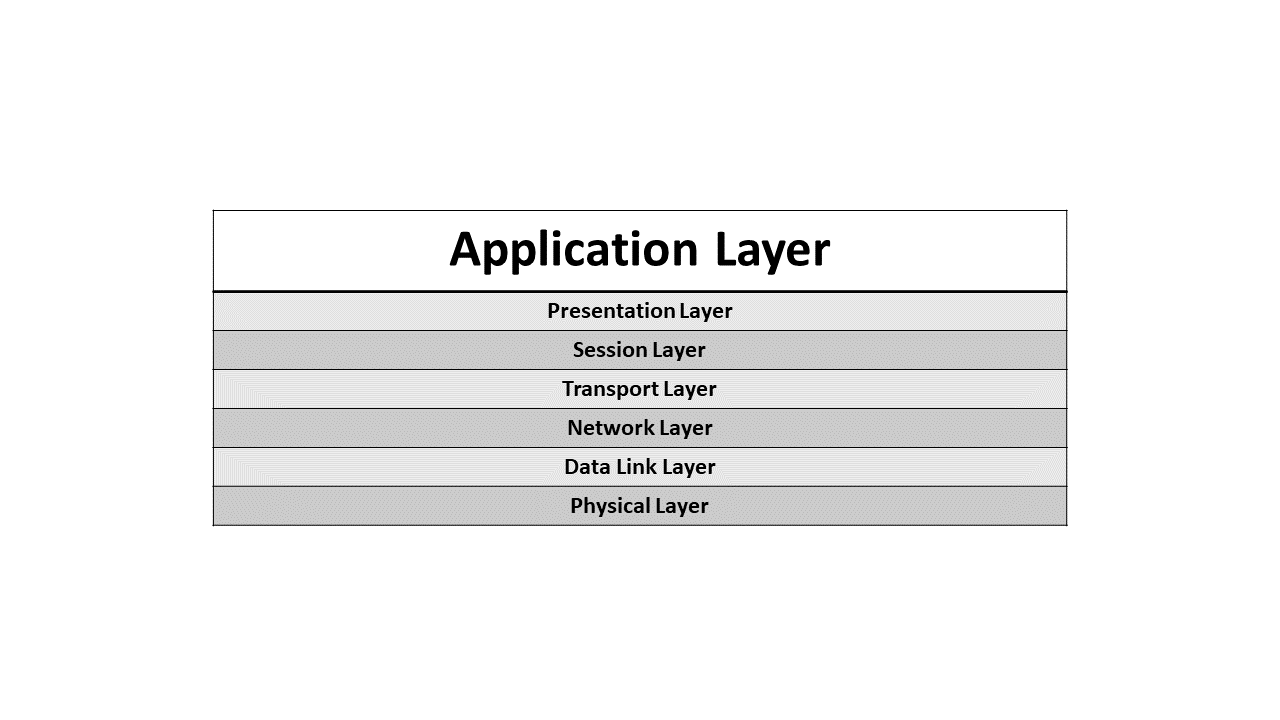 Application Layer
Presentation Layer
Session Layer
Transport Layer
Network Layer
Data Link Layer
Physical Layer